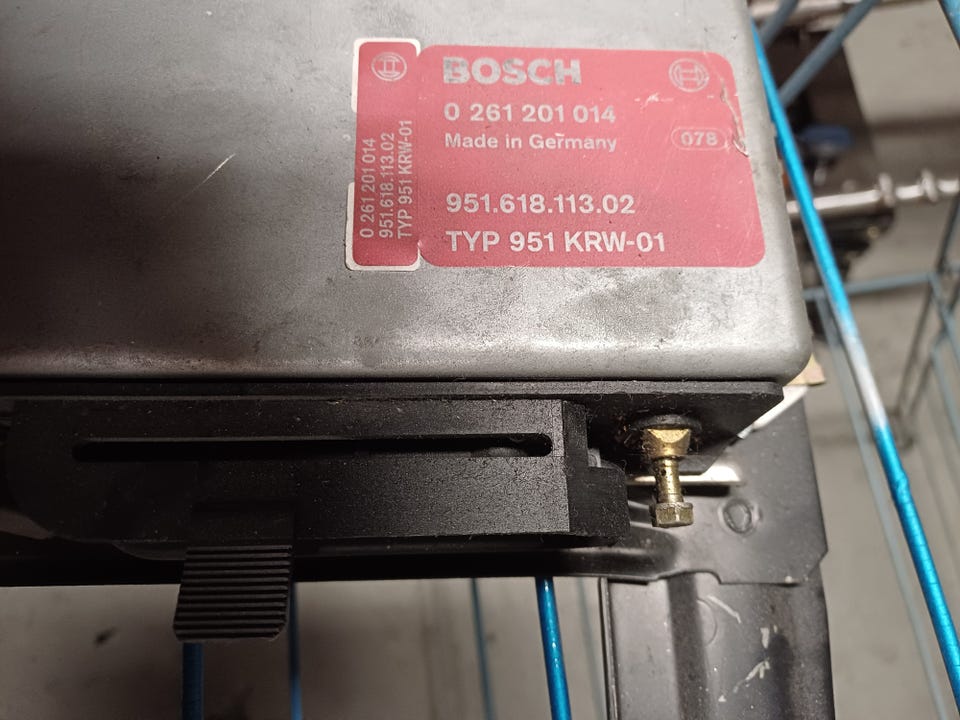 BOSCH
0 261 201 014
Made in Germany
078
951.618.113.02
TYP 951 KRW-01
0 261 201 014
951.618.113.02
TYP 951 KRW-01